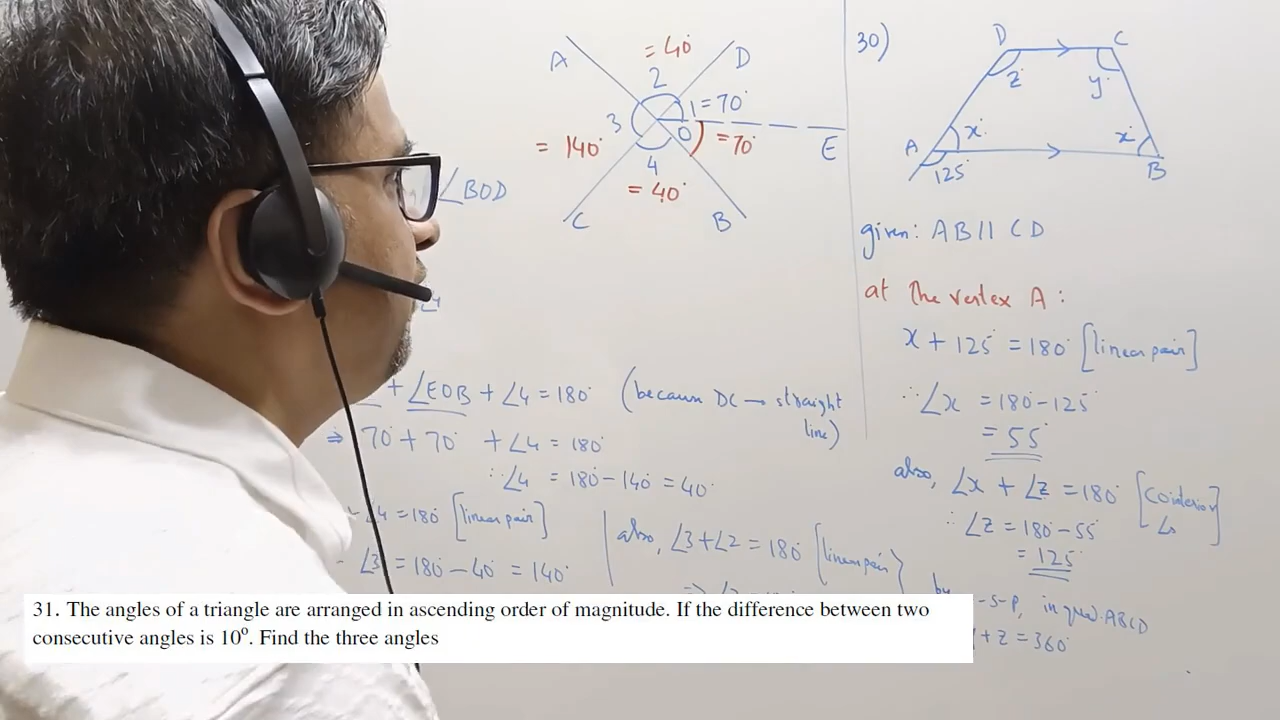 A
= 40°
D
2
1 = 70°
3
O
= 70°
E
= 140°
4
= 40°
C
B
∠BOD
+ ∠EOB + ∠4 = 180° (because DC → straight line)
⇒ 70° + 70° + ∠4 = 180°
∴ ∠4 = 180° - 140° = 40°
∠4 = 180° [linear pair]
∠3 = 180° - 40° = 140°
also, ∠3 + ∠2 = 180° [linear pair]
30)
D
C
z°
y°
A
x°
x°
125°
B
given: AB || CD
at the vertex A:
x + 125° = 180° [linear pair]
∴ ∠x = 180° - 125°
= 55°
also, ∠x + ∠z = 180° [Cointerior ∠s]
∴ ∠z = 180° - 55°
= 125°
by
-S-P, in quad. ABCD
+ z = 360°
31. The angles of a triangle are arranged in ascending order of magnitude. If the difference between two
consecutive angles is 10⁰. Find the three angles